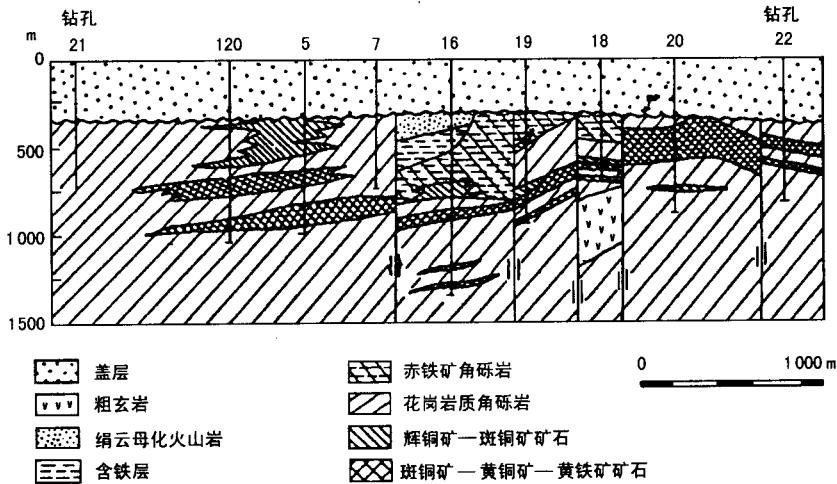 钻孔 钻孔
m 21 120 5 7 16 19 18 20 22
0
500
1 000
1 500
盖层 赤铁矿角砾岩 0 1 000 m
粗玄岩 花岗岩质角砾岩
绢云母化火山岩 辉铜矿—斑铜矿矿石
含铁层 斑铜矿—黄铜矿—黄铁矿矿石